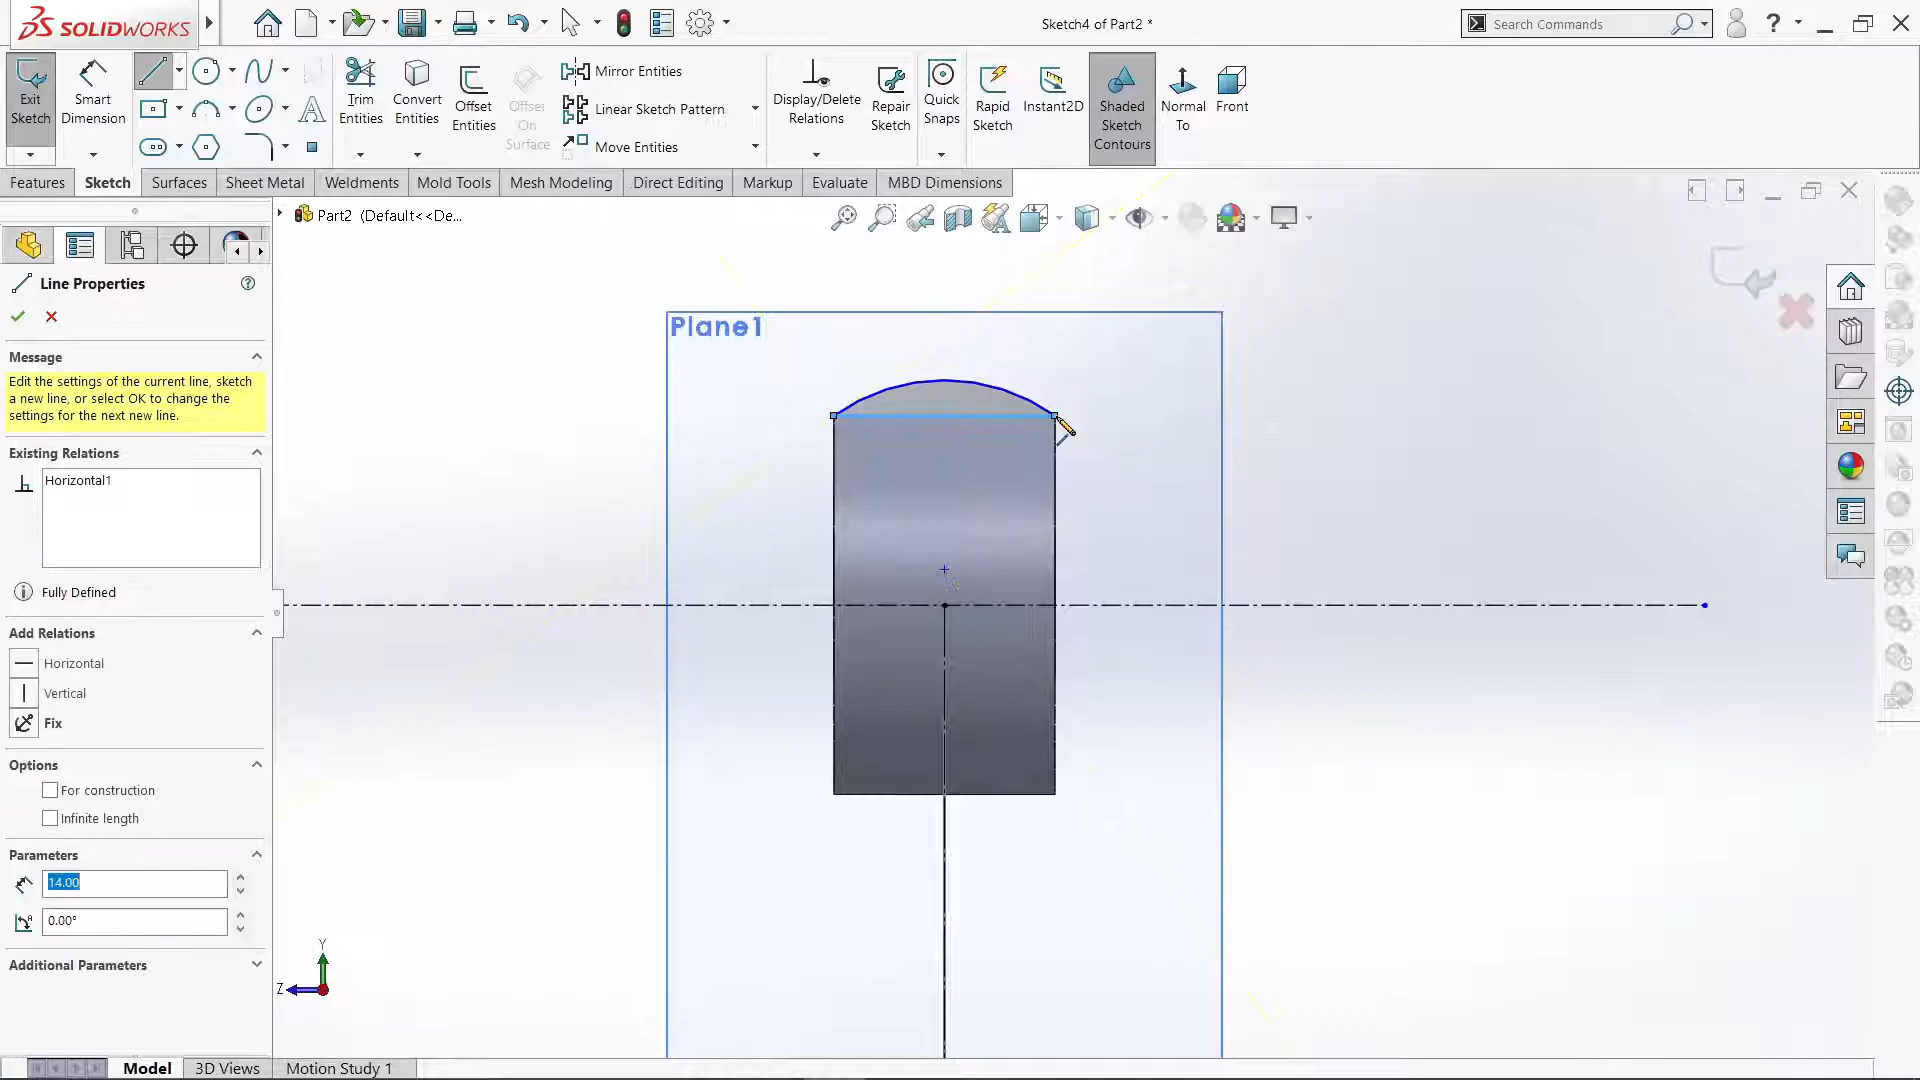 SOLIDWORKS
Sketch4 of Part2 *
Search Commands
?
Exit
Sketch
Smart
Dimension
Trim
Entities
Convert
Entities
Offset
Entities
Offset
On
Surface
Mirror Entities
Linear Sketch Pattern
Move Entities
Display/Delete
Relations
Repair
Sketch
Quick
Snaps
Rapid
Sketch
Instant2D
Shaded
Sketch
Contours
Normal
To
Front
Features
Sketch
Surfaces
Sheet Metal
Weldments
Mold Tools
Mesh Modeling
Direct Editing
Markup
Evaluate
MBD Dimensions
Part2 (Default<<De...
Line Properties
Message
Edit the settings of the current line, sketch
a new line, or select OK to change the
settings for the next new line.
Existing Relations
Horizontal1
Fully Defined
Add Relations
Horizontal
Vertical
Fix
Options
For construction
Infinite length
Parameters
14.00
0.00°
Additional Parameters
Plane1
Y
Z
Model
3D Views
Motion Study 1